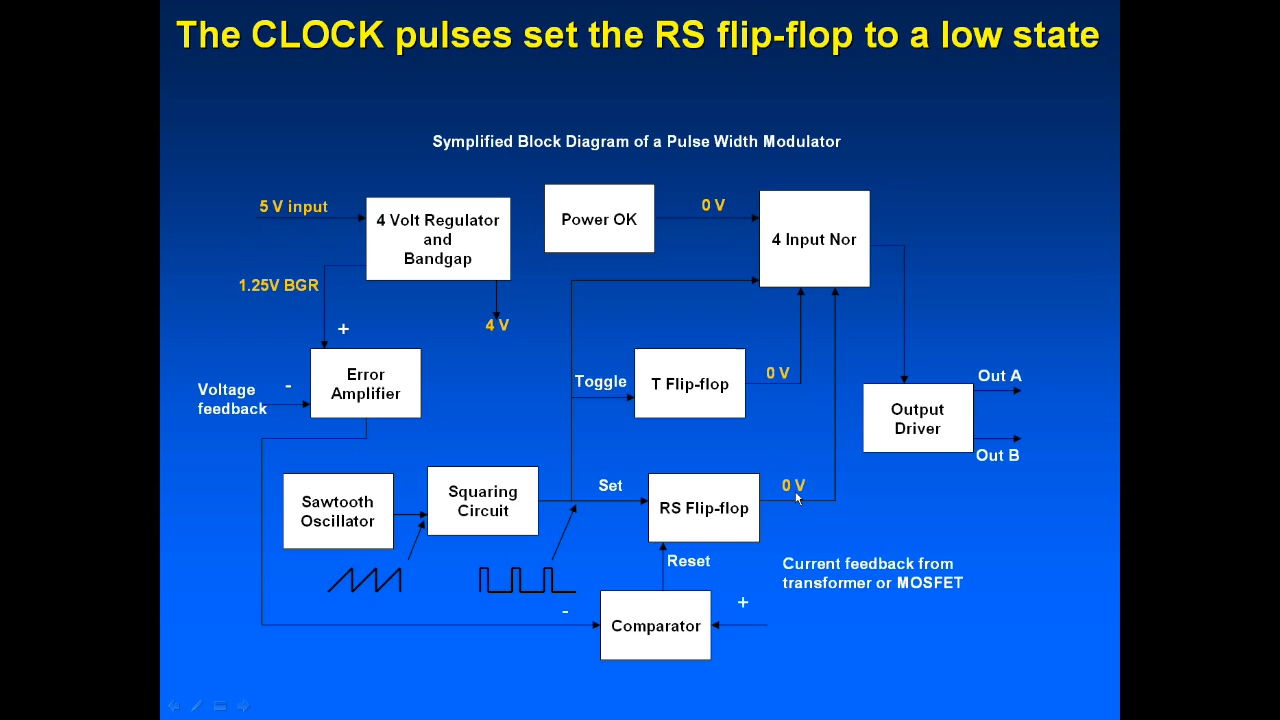 The CLOCK pulses set the RS flip-flop to a low state
Symplified Block Diagram of a Pulse Width Modulator
5 V input
4 Volt Regulator
and
Bandgap
Power OK
0 V
4 Input Nor
1.25V BGR
4 V
+
Error
Amplifier
Voltage
feedback
-
Toggle
T Flip-flop
0 V
Output
Driver
Out A
Out B
Sawtooth
Oscillator
Squaring
Circuit
Set
RS Flip-flop
0 V
Reset
Current feedback from
transformer or MOSFET
-
Comparator
+